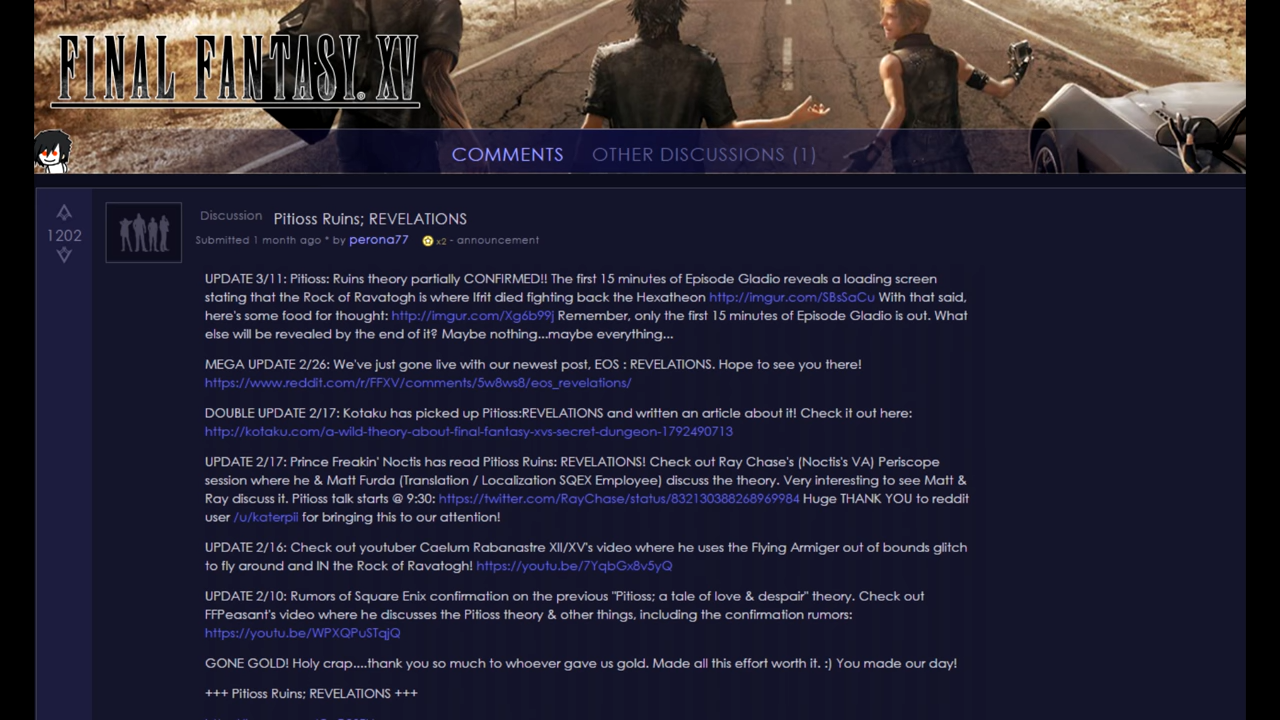 FINAL FANTASY XV
COMMENTS OTHER DISCUSSIONS (1)
1202
Discussion Pitioss Ruins; REVELATIONS
Submitted 1 month ago * by perona77 x2 - announcement
UPDATE 3/11: Pitioss: Ruins theory partially CONFIRMED!! The first 15 minutes of Episode Gladio reveals a loading screen
stating that the Rock of Ravatogh is where Ifrit died fighting back the Hexatheon http://imgur.com/SBsSaCu With that said,
here's some food for thought: http://imgur.com/Xg6b99j Remember, only the first 15 minutes of Episode Gladio is out. What
else will be revealed by the end of it? Maybe nothing...maybe everything...
MEGA UPDATE 2/26: We've just gone live with our newest post, EOS : REVELATIONS. Hope to see you there!
https://www.reddit.com/r/FFXV/comments/5w8ws8/eos_revelations/
DOUBLE UPDATE 2/17: Kotaku has picked up Pitioss:REVELATIONS and written an article about it! Check it out here:
http://kotaku.com/a-wild-theory-about-final-fantasy-xvs-secret-dungeon-1792490713
UPDATE 2/17: Prince Freakin' Noctis has read Pitioss Ruins: REVELATIONS! Check out Ray Chase's (Noctis's VA) Periscope
session where he & Matt Furda (Translation / Localization SQEX Employee) discuss the theory. Very interesting to see Matt &
Ray discuss it. Pitioss talk starts @ 9:30: https://twitter.com/RayChase/status/832130388268969984 Huge THANK YOU to reddit
user /u/katerpii for bringing this to our attention!
UPDATE 2/16: Check out youtuber Caelum Rabanastre XII/XV's video where he uses the Flying Armiger out of bounds glitch
to fly around and IN the Rock of Ravatogh! https://youtu.be/7YqbGx8v5yQ
UPDATE 2/10: Rumors of Square Enix confirmation on the previous "Pitioss; a tale of love & despair" theory. Check out
FFPeasant's video where he discusses the Pitioss theory & other things, including the confirmation rumors:
https://youtu.be/WPXQPuSTqjQ
GONE GOLD! Holy crap....thank you so much to whoever gave us gold. Made all this effort worth it. :) You made our day!
+++ Pitioss Ruins; REVELATIONS +++